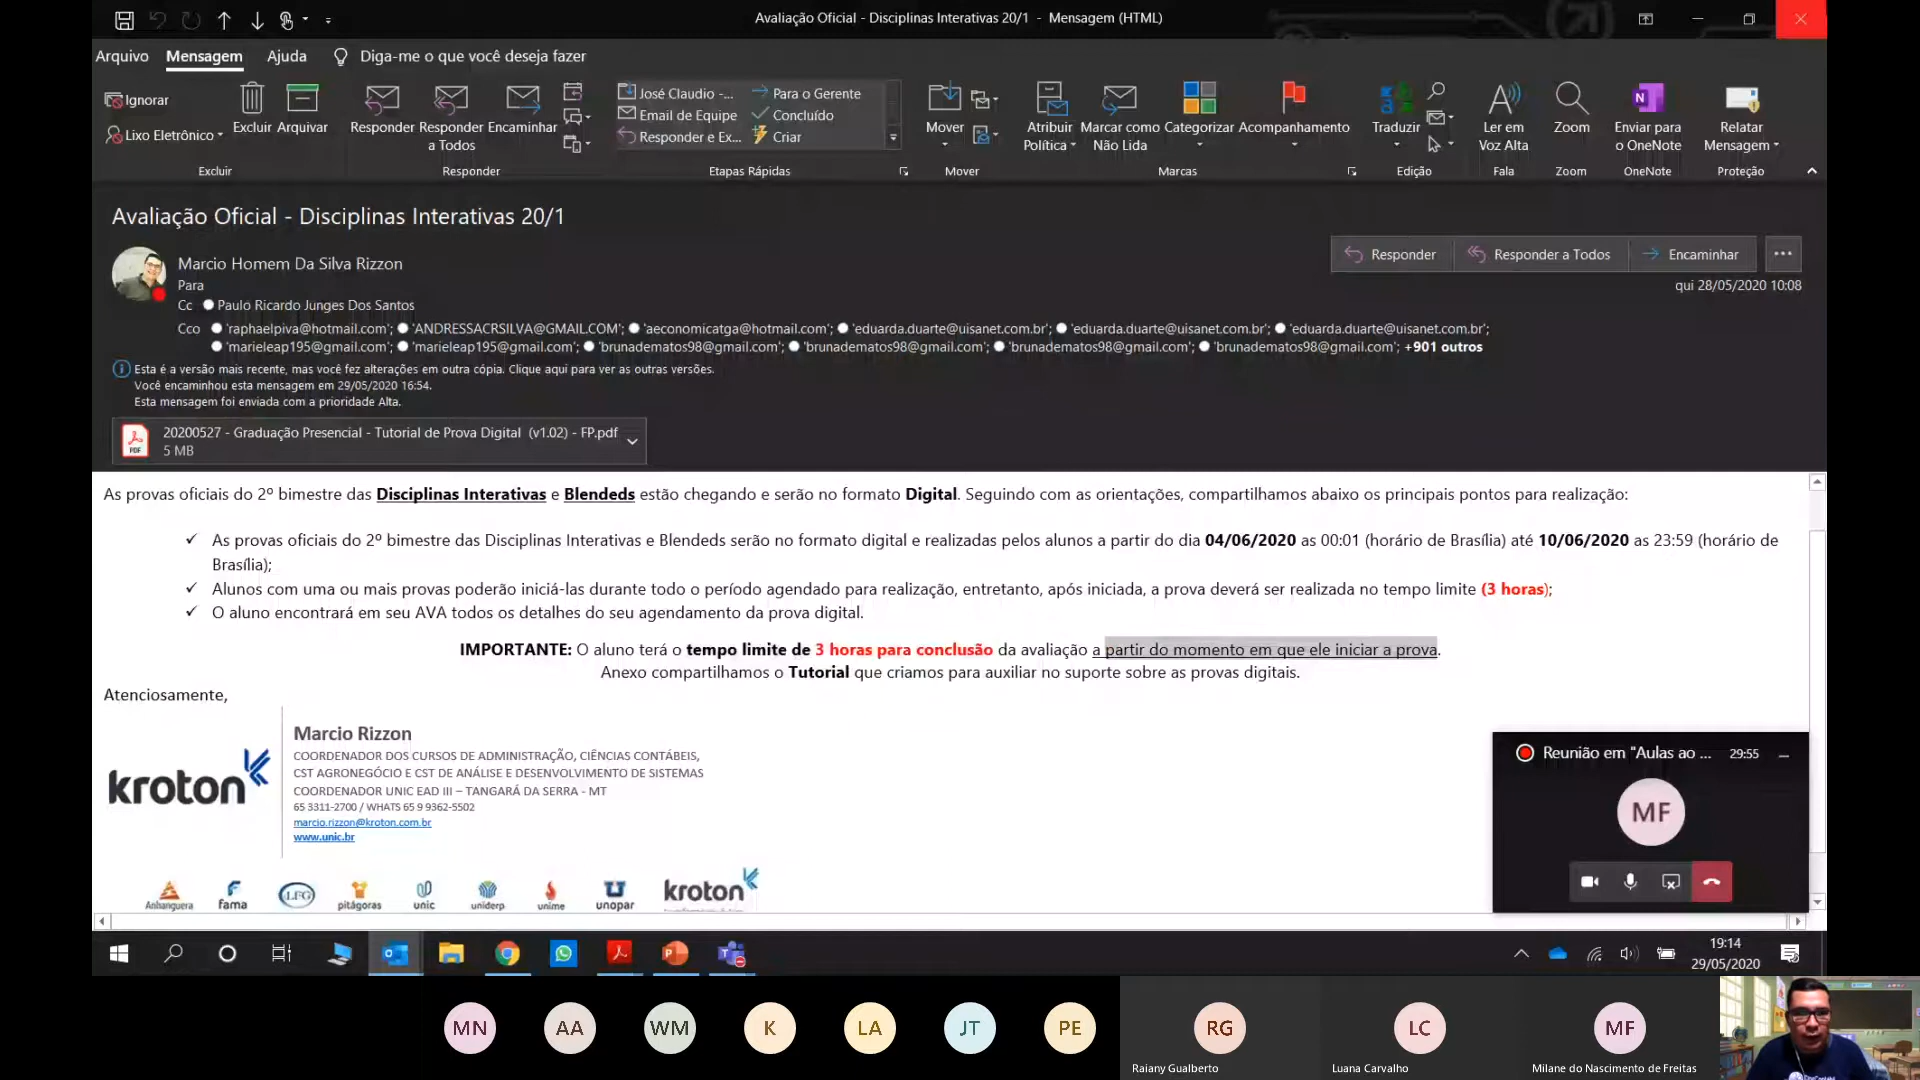 Avaliação Oficial - Disciplinas Interativas 20/1 - Mensagem (HTML)
Arquivo Mensagem Ajuda Diga-me o que você deseja fazer
Ignorar
Lixo Eletrônico
Excluir Arquivar
Responder Responder a Todos Encaminhar
José Claudio -... Para o Gerente
Email de Equipe Concluído
Responder e Ex... Criar
Mover
Atribuir Política Marcar como Não Lida Categorizar Acompanhamento
Traduzir
Ler em Voz Alta
Zoom
Enviar para o OneNote
Relatar Mensagem
Excluir Responder Etapas Rápidas Mover Marcas Edição Fala Zoom OneNote Proteção
Avaliação Oficial - Disciplinas Interativas 20/1
Marcio Homem Da Silva Rizzon
Responder Responder a Todos Encaminhar
Para
qui 28/05/2020 10:08
Cc Paulo Ricardo Junges Dos Santos
Cco 'raphaelpiva@hotmail.com'; 'ANDRESSACRSILVA@GMAIL.COM'; 'aeconomicatga@hotmail.com'; 'eduarda.duarte@uisanet.com.br'; 'eduarda.duarte@uisanet.com.br'; 'eduarda.duarte@uisanet.com.br';
'marieleap195@gmail.com'; 'marieleap195@gmail.com'; 'brunadematos98@gmail.com'; 'brunadematos98@gmail.com'; 'brunadematos98@gmail.com'; 'brunadematos98@gmail.com'; +901 outros
Esta é a versão mais recente, mas você fez alterações em outra cópia. Clique aqui para ver as outras versões.
Você encaminhou esta mensagem em 29/05/2020 16:54.
Esta mensagem foi enviada com a prioridade Alta.
PDF
20200527 - Graduação Presencial - Tutorial de Prova Digital (v1.02) - FP.pdf
5 MB
As provas oficiais do 2º bimestre das Disciplinas Interativas e Blendeds estão chegando e serão no formato Digital. Seguindo com as orientações, compartilhamos abaixo os principais pontos para realização:
✓ As provas oficiais do 2º bimestre das Disciplinas Interativas e Blendeds serão no formato digital e realizadas pelos alunos a partir do dia 04/06/2020 as 00:01 (horário de Brasília) até 10/06/2020 as 23:59 (horário de
Brasília);
✓ Alunos com uma ou mais provas poderão iniciá-las durante todo o período agendado para realização, entretanto, após iniciada, a prova deverá ser realizada no tempo limite (3 horas);
✓ O aluno encontrará em seu AVA todos os detalhes do seu agendamento da prova digital.
IMPORTANTE: O aluno terá o tempo limite de 3 horas para conclusão da avaliação a partir do momento em que ele iniciar a prova.
Anexo compartilhamos o Tutorial que criamos para auxiliar no suporte sobre as provas digitais.
Atenciosamente,
kroton
Marcio Rizzon
COORDENADOR DOS CURSOS DE ADMINISTRAÇÃO, CIÊNCIAS CONTÁBEIS,
CST AGRONEGÓCIO E CST DE ANÁLISE E DESENVOLVIMENTO DE SISTEMAS
COORDENADOR UNIC EAD III – TANGARÁ DA SERRA - MT
65 3311-2700 / WHATS 65 9 9362-5502
marcio.rizzon@kroton.com.br
www.unic.br
Anhanguera fama LFG pitágoras unic uniderp unime unopar kroton
Reunião em "Aulas ao ... 29:55
MF
19:14
29/05/2020
MN AA WM K LA JT PE RG LC MF
Raiany Gualberto Luana Carvalho Milane do Nascimento de Freitas